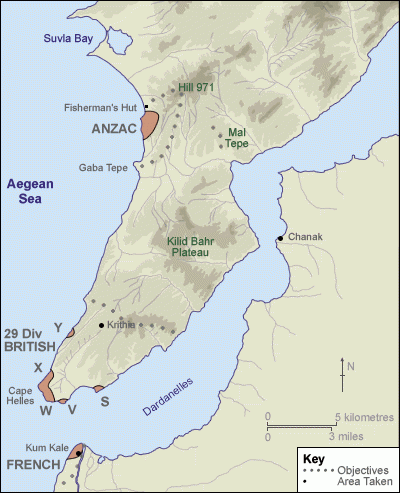 Suvla Bay
Hill 971
Fisherman's Hut
ANZAC
Mal
Tepe
Gaba Tepe
Aegean
Sea
Chanak
Kilid Bahr
Plateau
Krithia
Y
29 Div
BRITISH
X
Cape
Helles
W
V
S
Dardanelles
N
0
5 kilometres
0
3 miles
Kum Kale
FRENCH
Key
Objectives
Area Taken